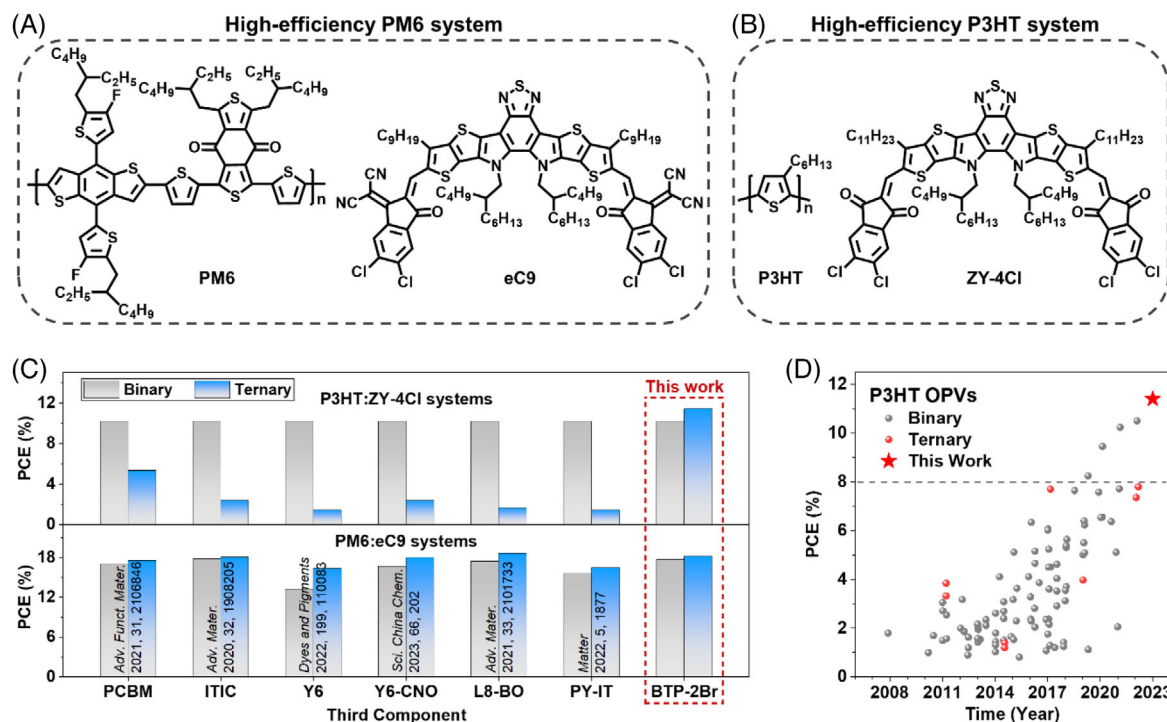 (A)
High-efficiency PM6 system
C4H9
C2H5
F
S
C2H5
C2H5
C4H9
C4H9
S
O
O
S
S
S
S
S
n
S
F
C2H5
C4H9
PM6
N
S
N
C9H19
S
S
S
S
C9H19
N
N
CN
CN
NC
O
C4H9
C4H9
O
CN
C6H13
C6H13
Cl
Cl
Cl
Cl
eC9
(B)
High-efficiency P3HT system
C6H13
S
n
P3HT
N
S
N
C11H23
S
S
S
S
C11H23
N
N
O
O
C4H9
C4H9
O
O
C6H13
C6H13
Cl
Cl
Cl
Cl
ZY-4Cl
(C)
Binary
Ternary
This work
P3HT:ZY-4Cl systems
PCE (%)
12
8
4
0
PM6:eC9 systems
PCE (%)
18
12
6
0
Adv. Funct. Mater.
2021, 31, 2106846
Adv. Mater.
2020, 32, 1908205
Dyes and Pigments
2022, 199, 110083
Sci. China Chem.
2023, 66, 202
Adv. Mater.
2021, 33, 2101733
Matter
2022, 5, 1877
PCBM
ITIC
Y6
Y6-CNO
L8-BO
PY-IT
BTP-2Br
Third Component
(D)
P3HT OPVs
Binary
Ternary
This Work
PCE (%)
12
10
8
6
4
2
0
2008
2011
2014
2017
2020
2023
Time (Year)